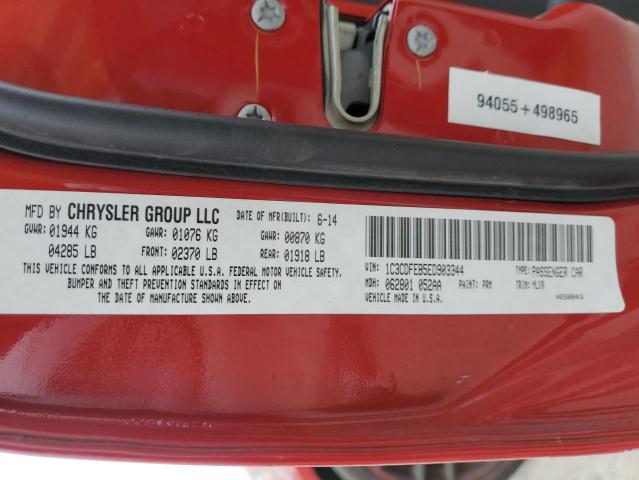 94055+498965
MFD BY CHRYSLER GROUP LLC DATE OF MFR(BUILT): 6-14
GVWR: 01944 KG GAWR: 01076 KG GAWR: 00870 KG
04285 LB FRONT: 02370 LB REAR: 01918 LB
THIS VEHICLE CONFORMS TO ALL APPLICABLE U.S.A. FEDERAL MOTOR VEHICLE SAFETY,
BUMPER AND THEFT PREVENTION STANDARDS IN EFFECT ON
THE DATE OF MANUFACTURE SHOWN ABOVE.
VIN: 1C3CDFEB5ED903344 TYPE: PASSENGER CAR
MDH: 062801 052AA PAINT: PRM TRIM: HLX9
VEHICLE MADE IN U.S.A. 4658843